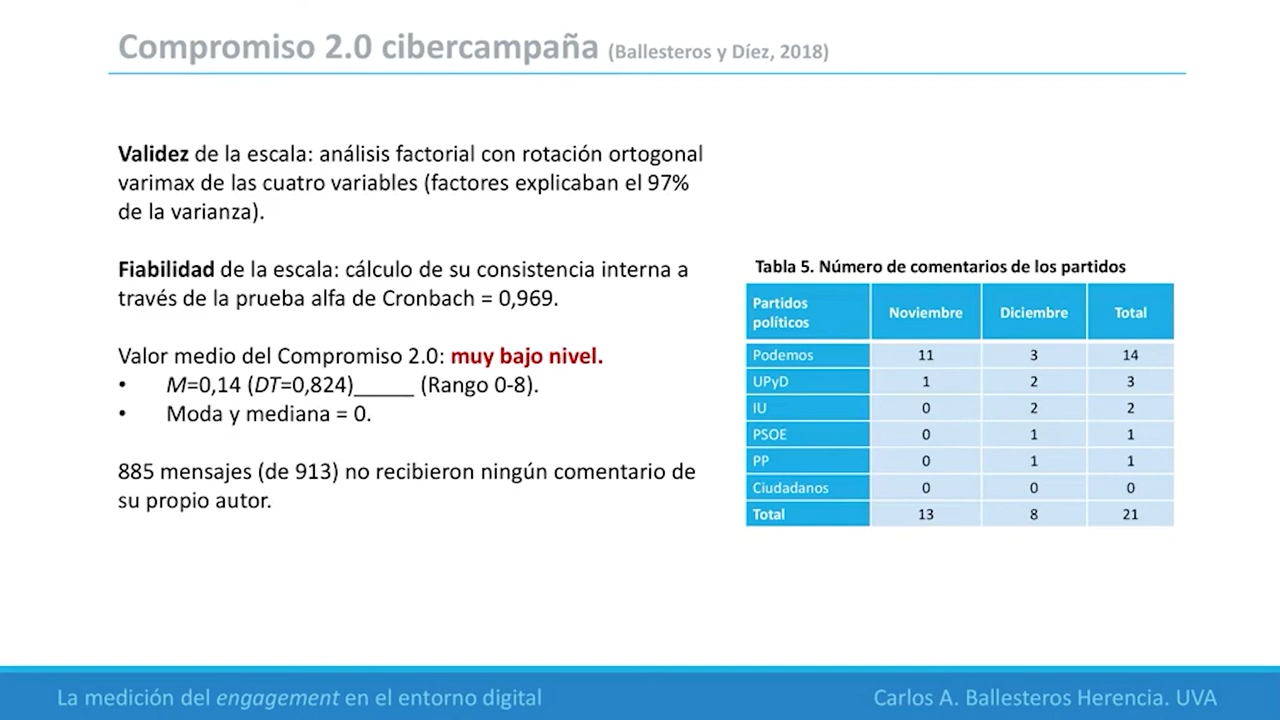 Compromiso 2.0 cibercampaña (Ballesteros y Díez, 2018)
Validez de la escala: análisis factorial con rotación ortogonal
varimax de las cuatro variables (factores explicaban el 97%
de la varianza).
Fiabilidad de la escala: cálculo de su consistencia interna a
través de la prueba alfa de Cronbach = 0,969.
Valor medio del Compromiso 2.0: muy bajo nivel.
• M=0,14 (DT=0,824)_____ (Rango 0-8).
• Moda y mediana = 0.
885 mensajes (de 913) no recibieron ningún comentario de
su propio autor.
Tabla 5. Número de comentarios de los partidos
Partidos
políticos Noviembre Diciembre Total
Podemos 11 3 14
UPyD 1 2 3
IU 0 2 2
PSOE 0 1 1
PP 0 1 1
Ciudadanos 0 0 0
Total 13 8 21
La medición del engagement en el entorno digital
Carlos A. Ballesteros Herencia. UVA